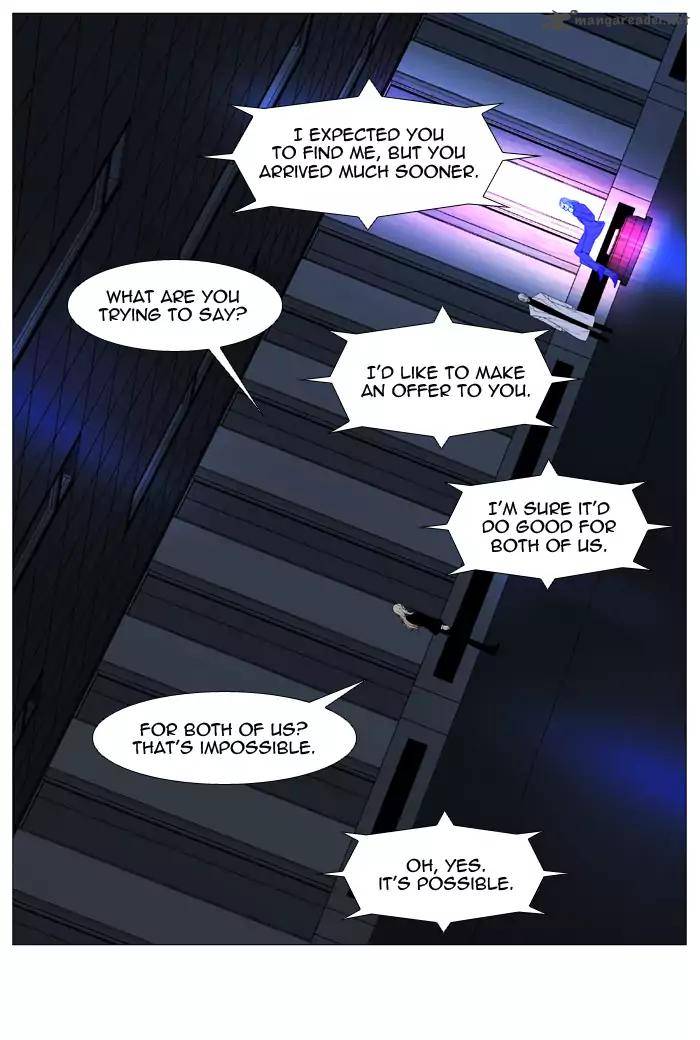 mangareader.net
I EXPECTED YOU
TO FIND ME, BUT YOU
ARRIVED MUCH SOONER.
WHAT ARE YOU
TRYING TO SAY?
I'D LIKE TO MAKE
AN OFFER TO YOU.
I'M SURE IT'D
DO GOOD FOR
BOTH OF US.
FOR BOTH OF US?
THAT'S IMPOSSIBLE.
OH, YES.
IT'S POSSIBLE.